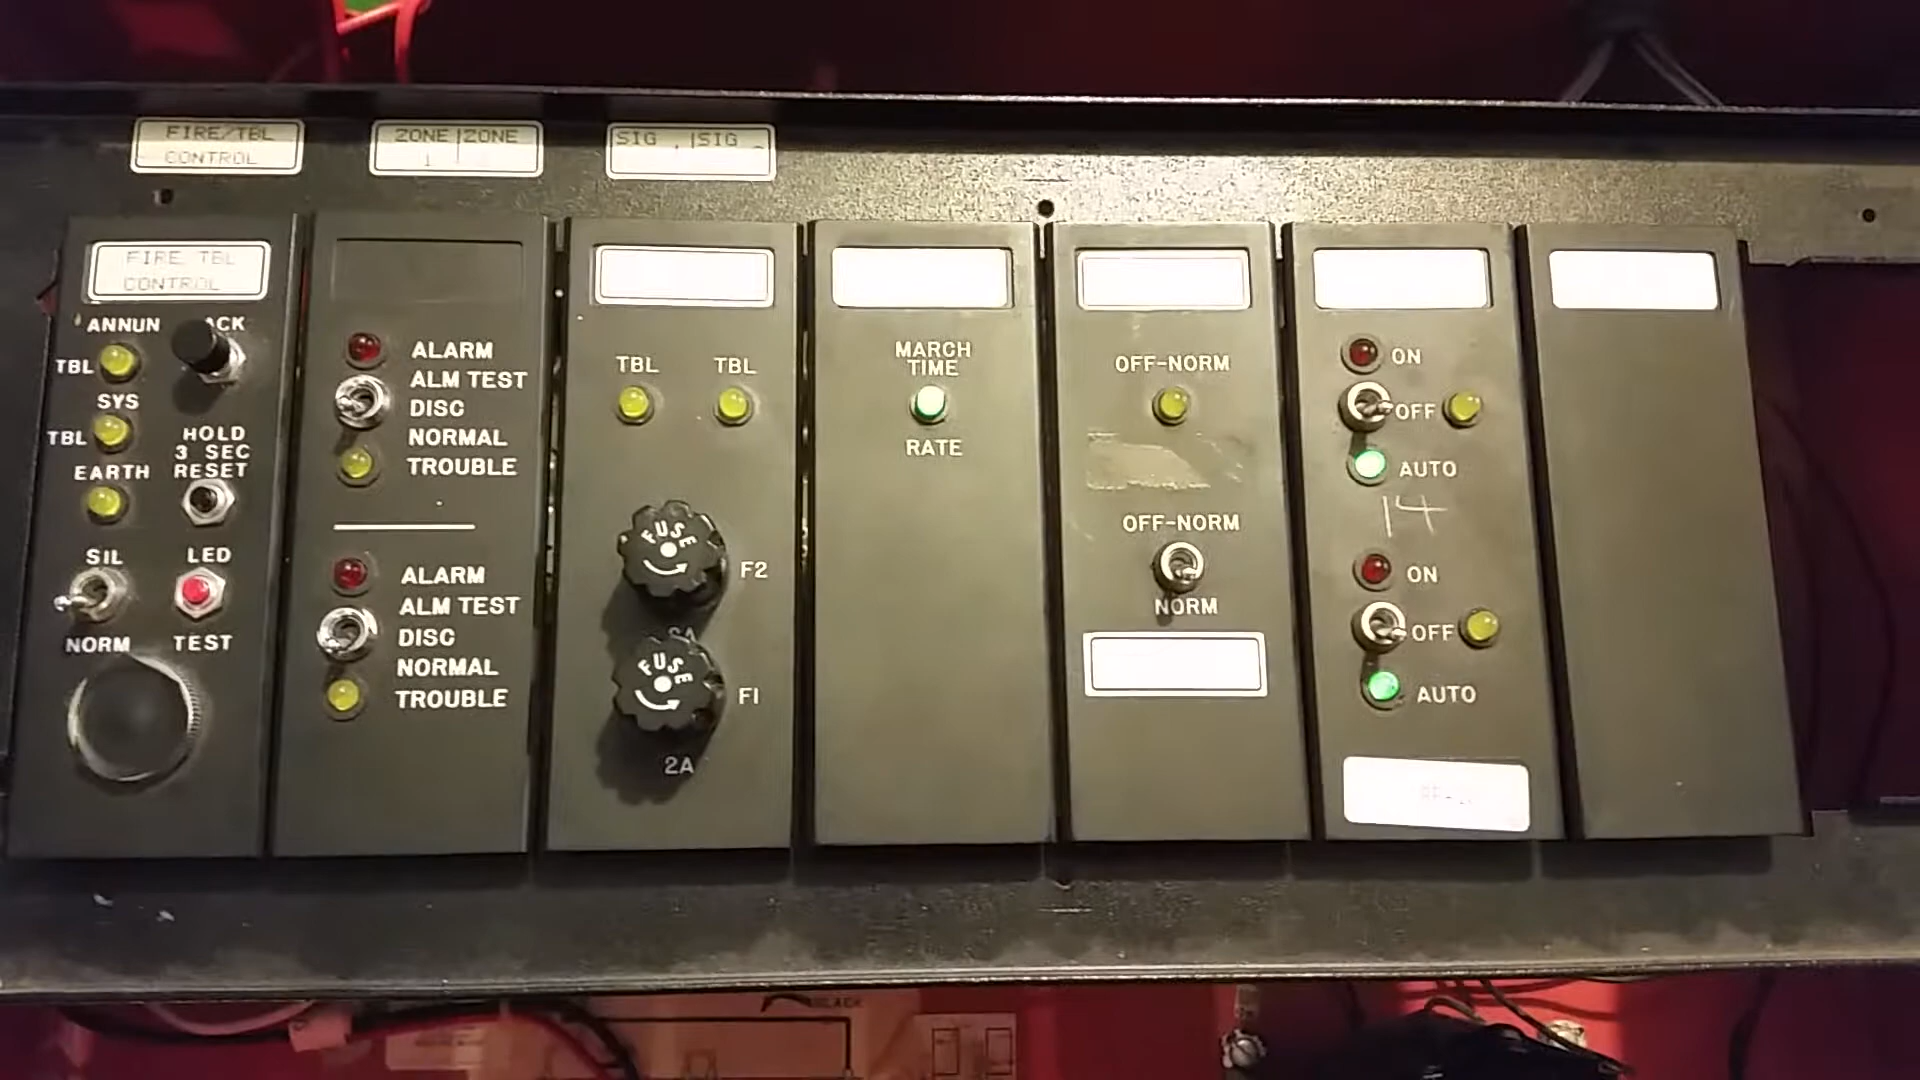 FIRE/TBL
CONTROL
ZONE|ZONE
1
SIG |SIG
FIRE TBL
CONTROL
ANNUN
ACK
TBL
SYS
TBL
HOLD
3 SEC
RESET
EARTH
SIL
LED
NORM
TEST
ALARM
ALM TEST
DISC
NORMAL
TROUBLE
ALARM
ALM TEST
DISC
NORMAL
TROUBLE
TBL
TBL
FUSE
F2
FUSE
F1
2A
MARCH
TIME
RATE
OFF-NORM
OFF-NORM
NORM
ON
OFF
AUTO
14
ON
OFF
AUTO
BLACK